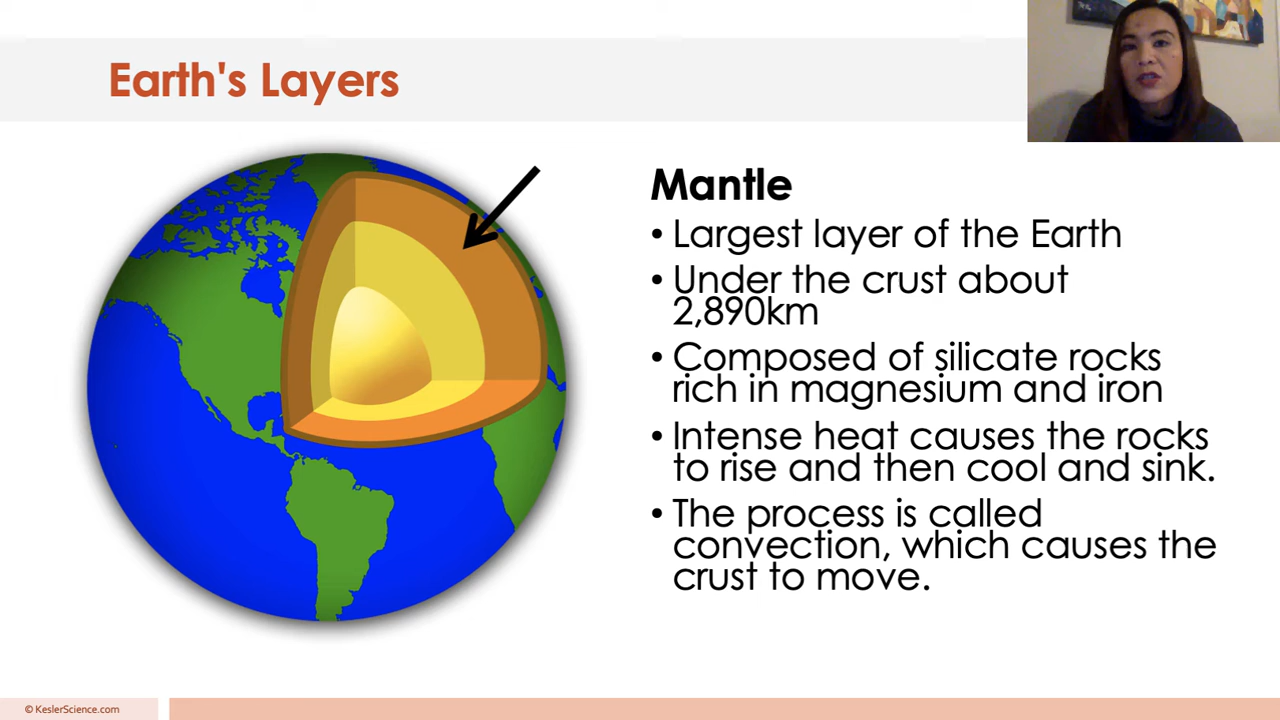 Earth's Layers
Mantle
• Largest layer of the Earth
• Under the crust about
2,890km
• Composed of silicate rocks
rich in magnesium and iron
• Intense heat causes the rocks
to rise and then cool and sink.
• The process is called
convection, which causes the
crust to move.
© KeslerScience.com